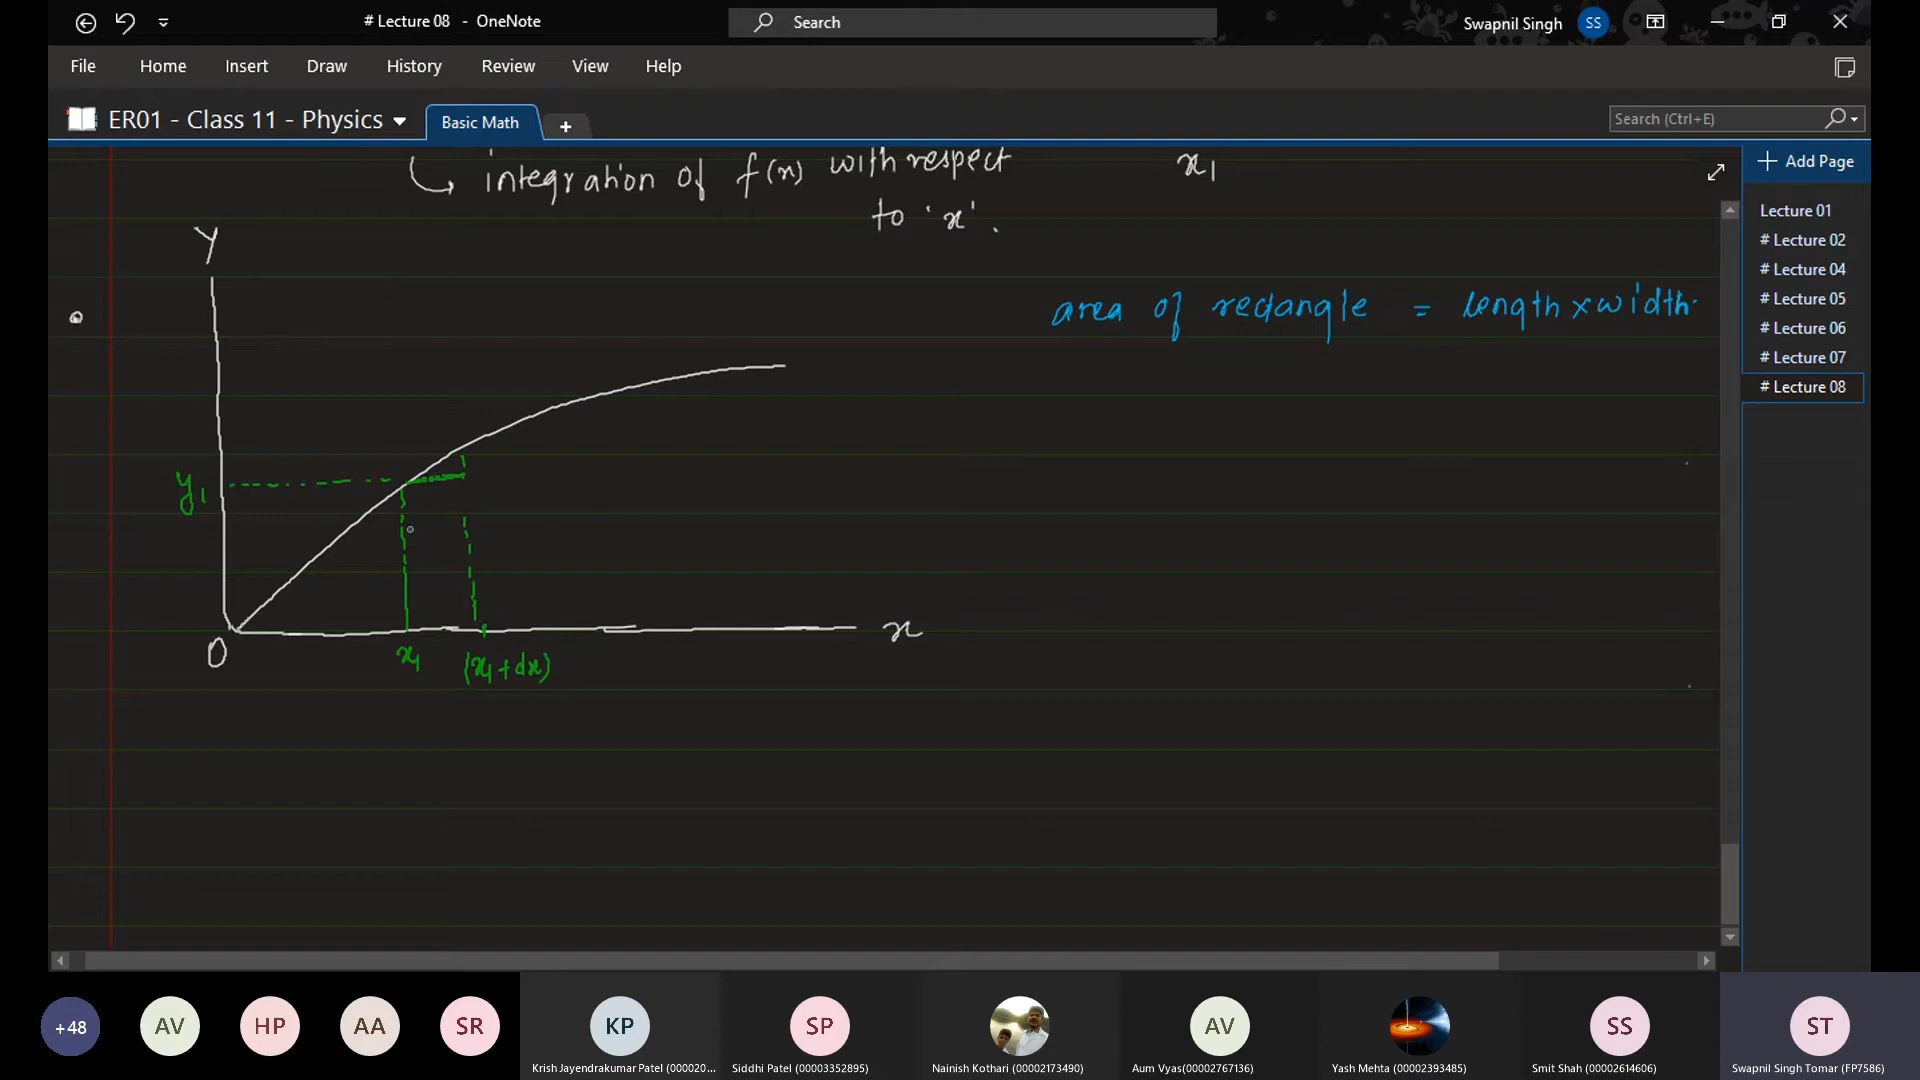 # Lecture 08 - OneNote
Search
Swapnil Singh SS
File Home Insert Draw History Review View Help
ER01 - Class 11 - Physics
Basic Math
+
Search (Ctrl+E)
Add Page
Lecture 01
# Lecture 02
# Lecture 04
# Lecture 05
# Lecture 06
# Lecture 07
# Lecture 08
integration of f(x) with respect
to 'x'.
x₁
Y
area of rectangle = length × width.
y₁
O
x₁
(x₁+dx)
x
+48
AV
HP
AA
SR
KP
SP
AV
SS
ST
Krish Jayendrakumar Patel (000020...
Siddhi Patel (00003352895)
Nainish Kothari (00002173490)
Aum Vyas(00002767136)
Yash Mehta (00002393485)
Smit Shah (00002614606)
Swapnil Singh Tomar (FP7586)